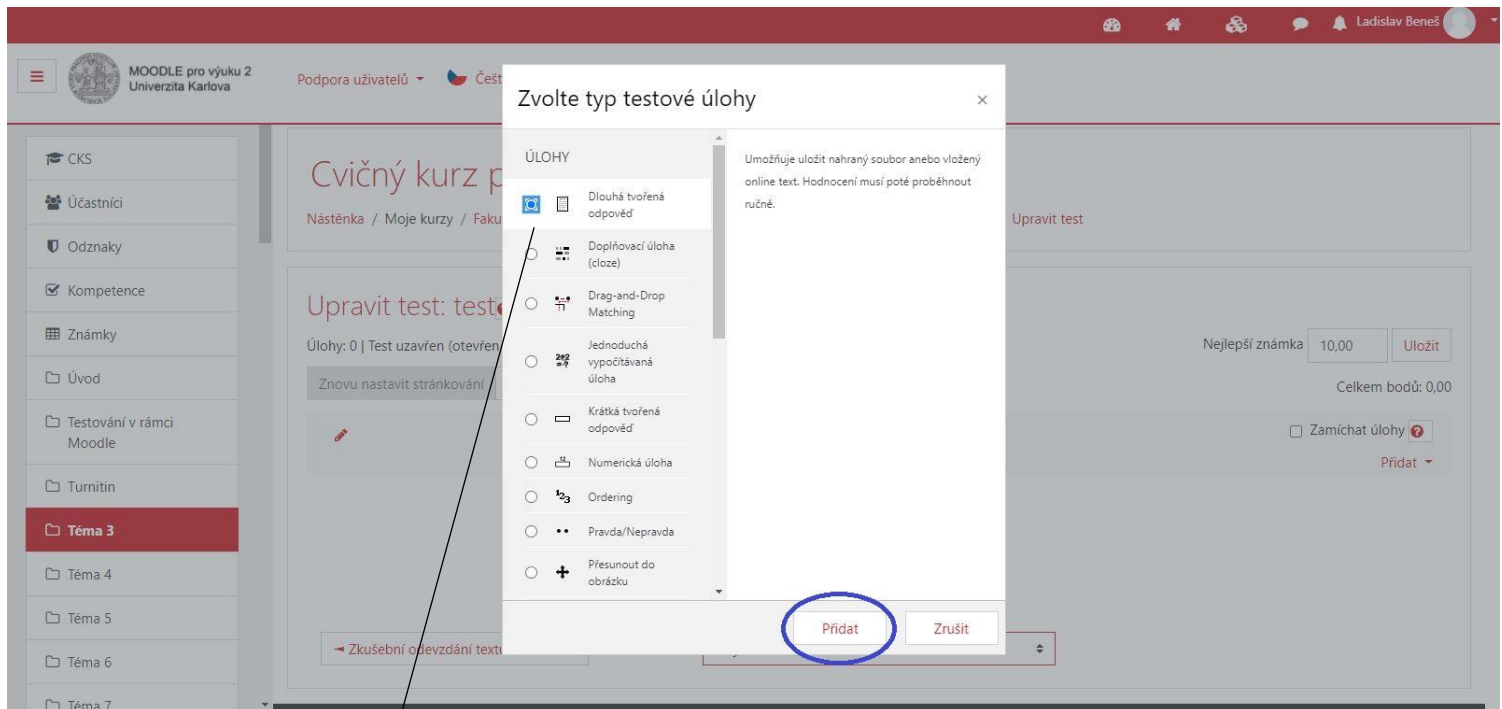 Ladislav Beneš
MOODLE pro výuku 2
Univerzita Karlova
Podpora uživatelů
Češt
CKS
Účastníci
Odznaky
Kompetence
Známky
Úvod
Testování v rámci
Moodle
Turnitin
Téma 3
Téma 4
Téma 5
Téma 6
Téma 7
Cvičný kurz p
Nástěnka / Moje kurzy / Faku
Upravit test
Upravit test: test
Úlohy: 0 | Test uzavřen (otevřen
Nejlepší známka 10,00 Uložit
Znovu nastavit stránkování
Celkem bodů: 0,00
Zamíchat úlohy
Přidat
Zkušební odevzdání textu
Zvolte typ testové úlohy ×
ÚLOHY
Dlouhá tvořená
odpověď
Doplňovací úloha
(cloze)
Drag-and-Drop
Matching
Jednoduchá
vypočítávaná
úloha
Krátká tvořená
odpověď
Numerická úloha
Ordering
Pravda/Nepravda
Přesunout do
obrázku
Umožňuje uložit nahraný soubor anebo vložený
online text. Hodnocení musí poté proběhnout
ručně.
Přidat
Zrušit